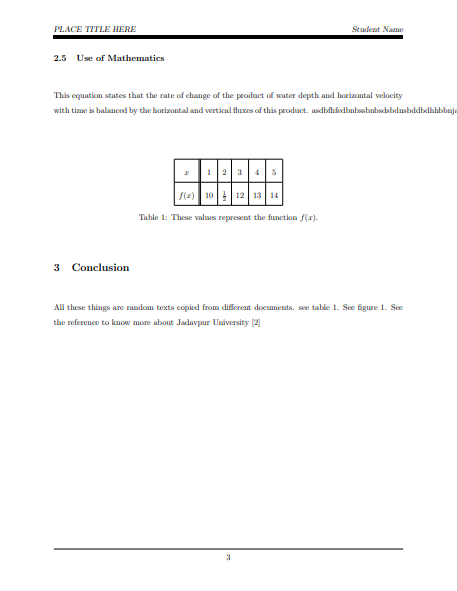 PLACE TITLE HERE Student Name
2.5 Use of Mathematics
This equation states that the rate of change of the product of water depth and horizontal velocity
with time is balanced by the horizontal and vertical fluxes of this product.
x 1 2 3 4 5
f(x) 10 1/2 12 13 14
Table 1: These values represent the function f(x).
3 Conclusion
All these things are random texts copied from different documents. see table 1. See figure 1. See
the reference to know more about Jadavpur University [2]
3